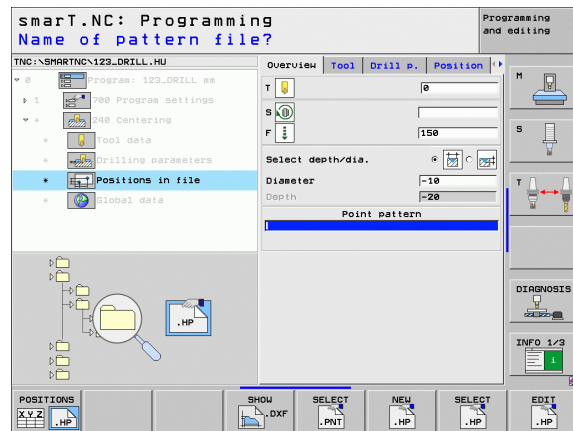 smarT.NC: Programming
Programming and editing
Name of pattern file?
TNC:\SMARTNC\123_DRILL.HU
0 Program: 123_DRILL mm
1 700 Program settings
* 240 Centering
* Tool data
* Drilling parameters
* Positions in file
* Global data
Overview Tool Drill p. Position
T 0
S
F 150
Select depth/dia.
Diameter -10
Depth -20
Point pattern
.HP
M
S
T
DIAGNOSIS
INFO 1/3
i
POSITIONS
X Y Z .HP
SHOW
.DXF
SELECT
.PNT
NEW
.HP
SELECT
.HP
EDIT
.HP